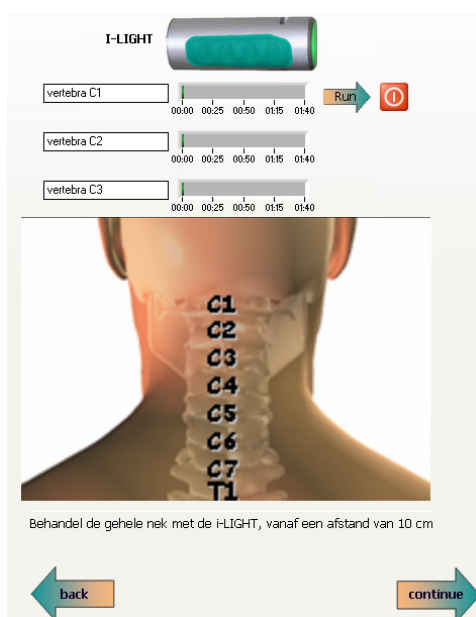 I-LIGHT
vertebra C1
Run
00:00 00:25 00:50 01:15 01:40
vertebra C2
00:00 00:25 00:50 01:15 01:40
vertebra C3
00:00 00:25 00:50 01:15 01:40
C1
C2
C3
C4
C5
C6
C7
T1
Behandel de gehele nek met de i-LIGHT, vanaf een afstand van 10 cm
back
continue